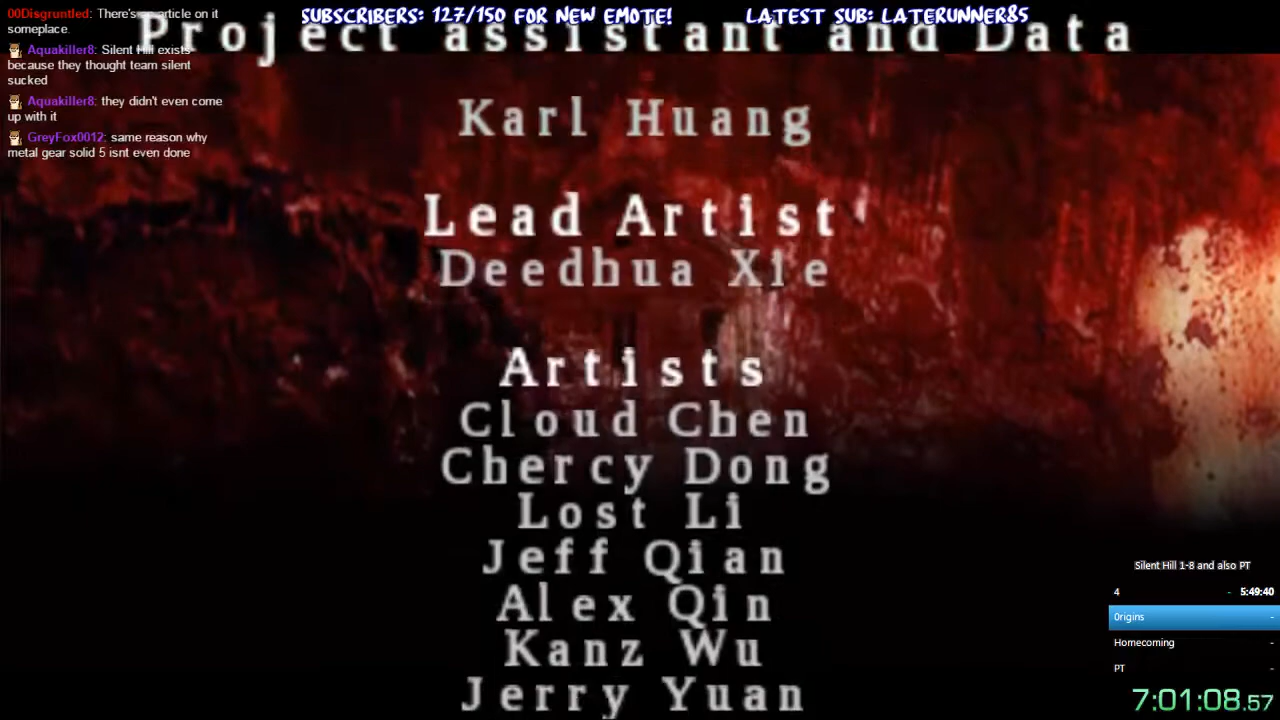 SUBSCRIBERS: 127/150 FOR NEW EMOTE! LATEST SUB: LATERUNNER85
00Disgruntled: There's an article on it
someplace.
Aquakiller8: Silent Hill exists
because they thought team silent
sucked
Aquakiller8: they didn't even come
up with it
GreyFox0012: same reason why
metal gear solid 5 isnt even done
Project assistant and Data
Karl Huang
Lead Artist
Deedhua Xie
Artists
Cloud Chen
Chercy Dong
Lost Li
Jeff Qian
Alex Qin
Kanz Wu
Jerry Yuan
Silent Hill 1-8 and also PT
4 - 5:49:40
0rigins -
Homecoming -
PT -
7:01:08.57